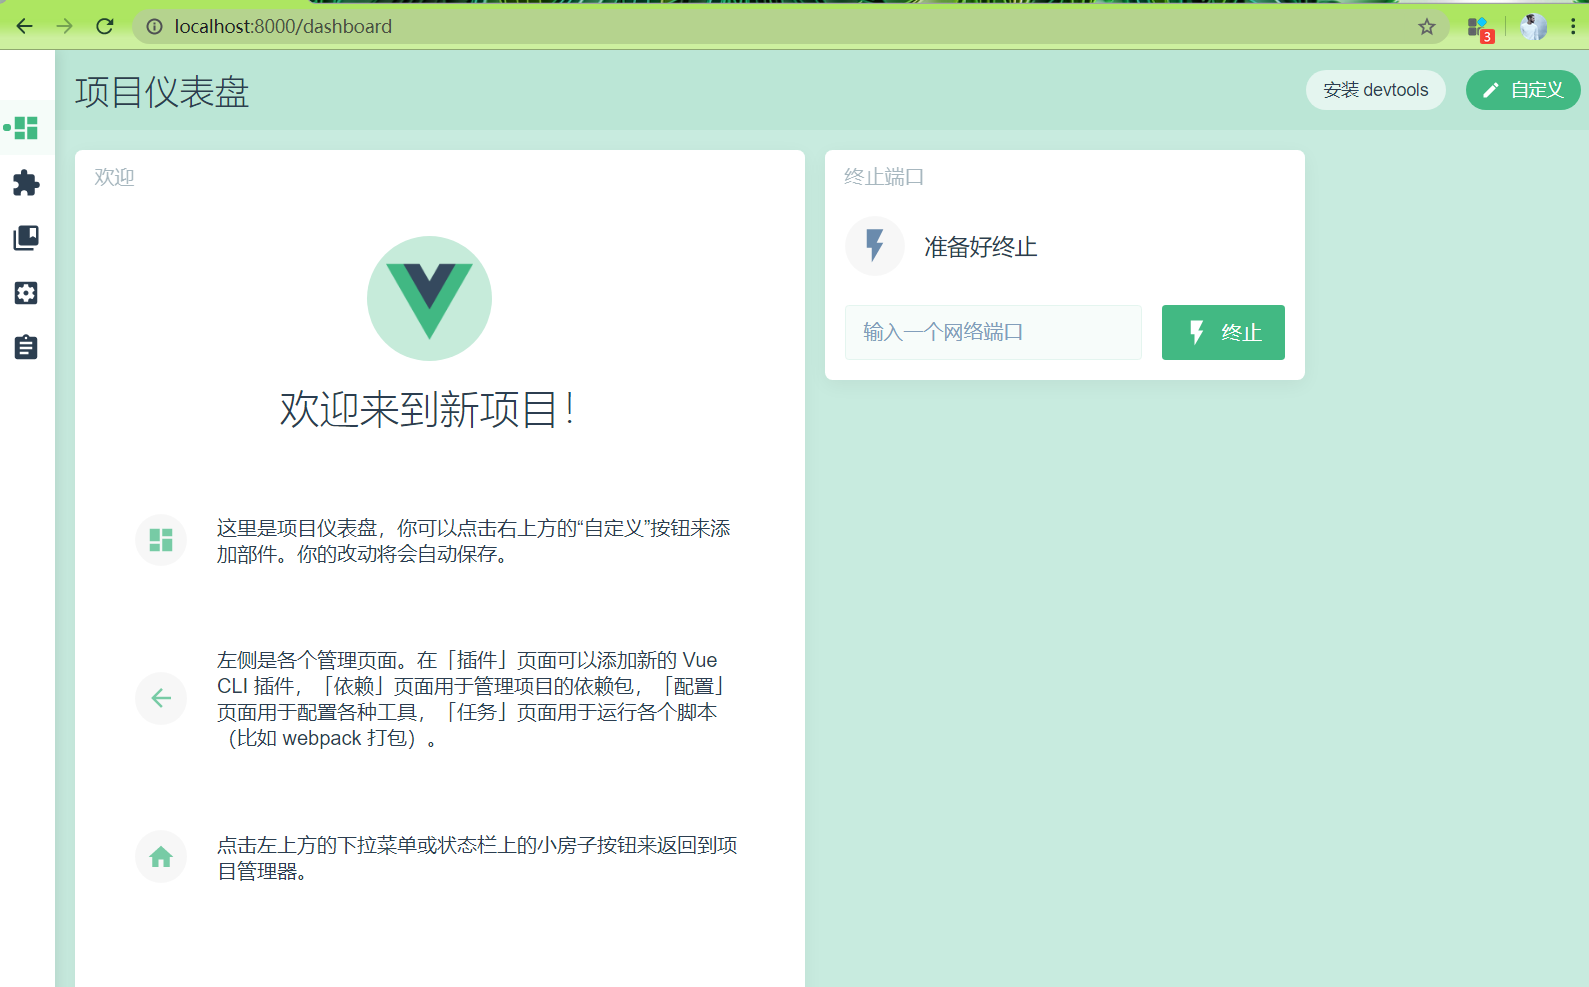 localhost:8000/dashboard
3
项目仪表盘
安装 devtools
自定义
欢迎
欢迎来到新项目！
这里是项目仪表盘，你可以点击右上方的“自定义”按钮来添
加部件。你的改动将会自动保存。
左侧是各个管理页面。在「插件」页面可以添加新的 Vue
CLI 插件，「依赖」页面用于管理项目的依赖包，「配置」
页面用于配置各种工具，「任务」页面用于运行各个脚本
（比如 webpack 打包）。
点击左上方的下拉菜单或状态栏上的小房子按钮来返回到项
目管理器。
终止端口
准备好终止
输入一个网络端口
终止